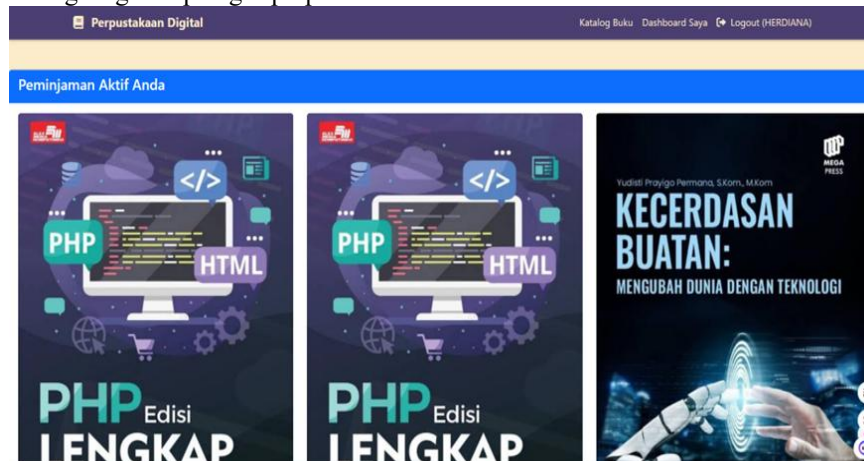 Perpustakaan Digital
Katalog Buku Dashboard Saya Logout (HERDIANA)
Peminjaman Aktif Anda
</>
PHP
HTML
PHP Edisi
LENGKAP
</>
PHP
HTML
PHP Edisi
LENGKAP
MEGA
PRESS
Yudisti Prayigo Permana, S.Kom., M.Kom
KECERDASAN
BUATAN:
MENGUBAH DUNIA DENGAN TEKNOLOGI